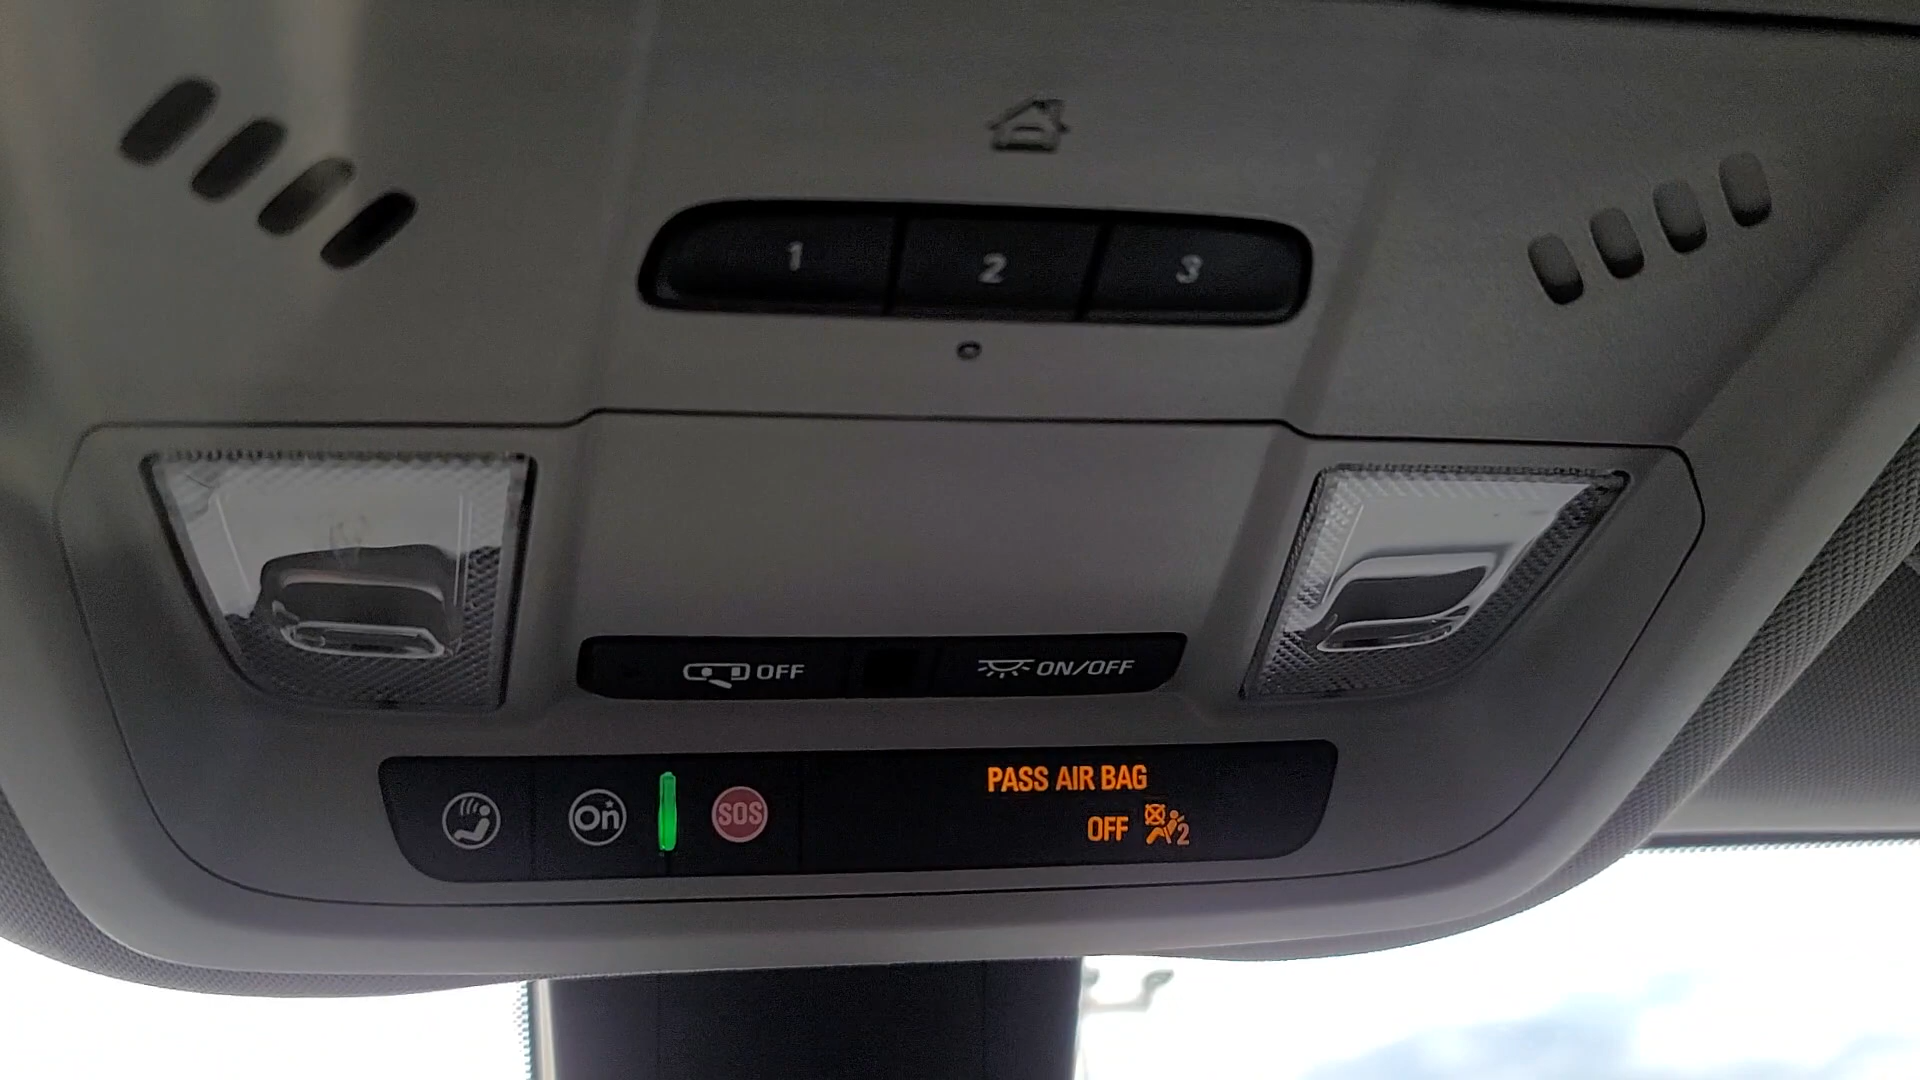 1 2 3
OFF ON/OFF
On SOS
PASS AIR BAG
OFF 2